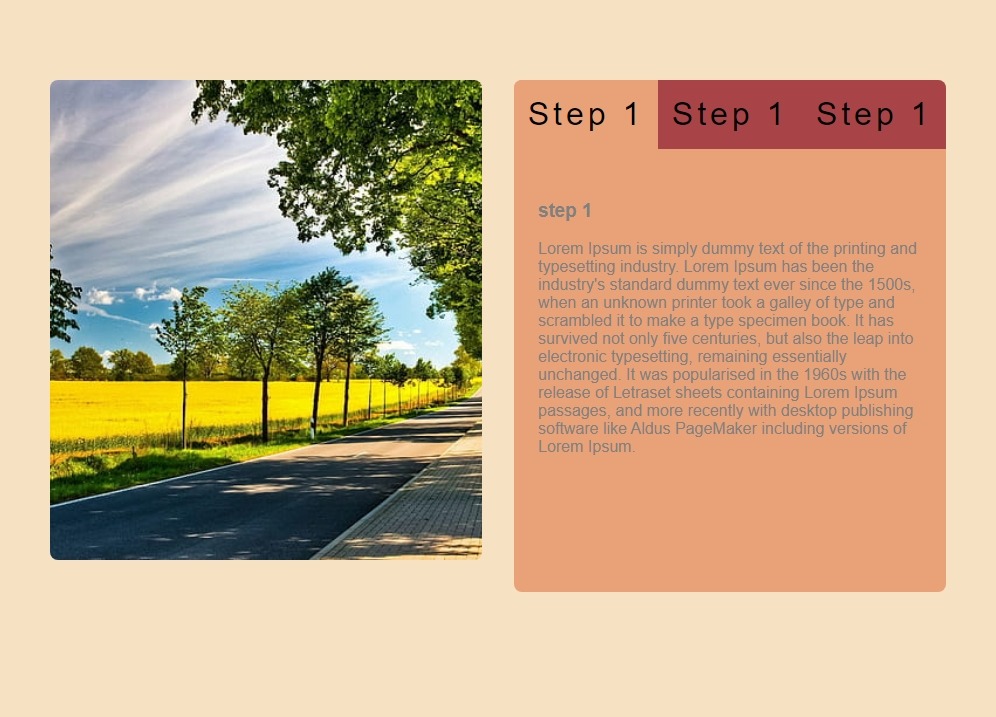 Step 1 Step 1 Step 1
step 1
Lorem Ipsum is simply dummy text of the printing and
typesetting industry. Lorem Ipsum has been the
industry's standard dummy text ever since the 1500s,
when an unknown printer took a galley of type and
scrambled it to make a type specimen book. It has
survived not only five centuries, but also the leap into
electronic typesetting, remaining essentially
unchanged. It was popularised in the 1960s with the
release of Letraset sheets containing Lorem Ipsum
passages, and more recently with desktop publishing
software like Aldus PageMaker including versions of
Lorem Ipsum.